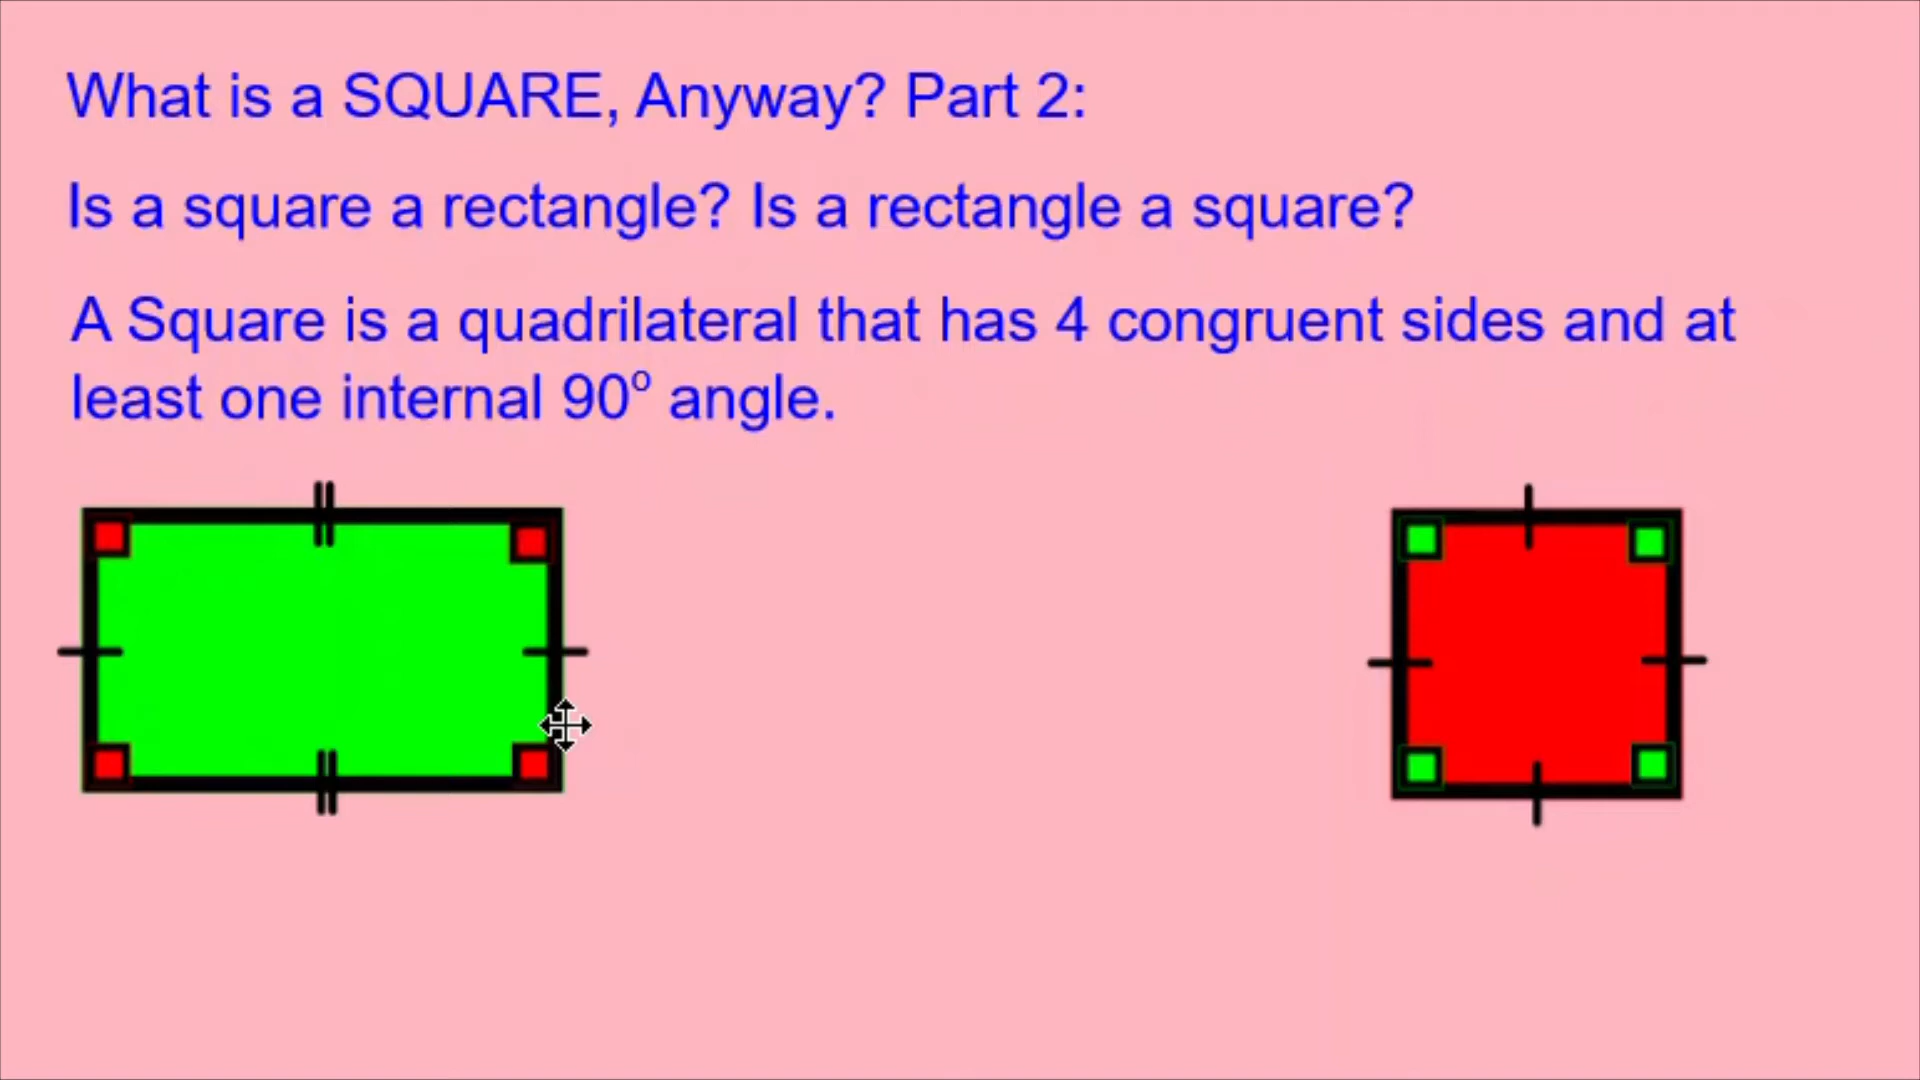 What is a SQUARE, Anyway? Part 2:
Is a square a rectangle? Is a rectangle a square?
A Square is a quadrilateral that has 4 congruent sides and at
least one internal 90º angle.